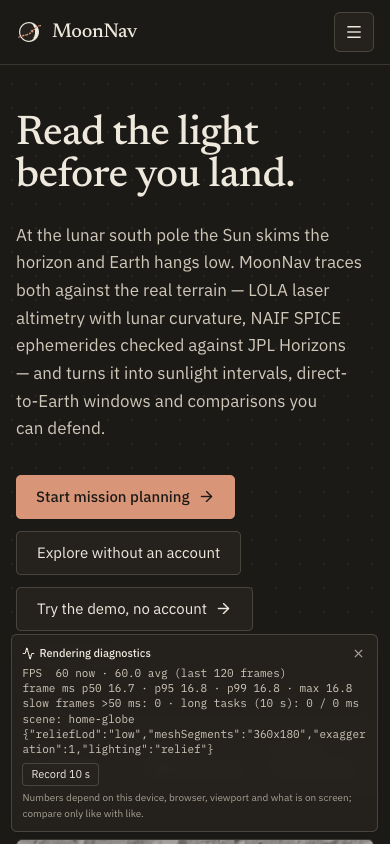 MoonNav
Read the light
before you land.
At the lunar south pole the Sun skims the
horizon and Earth hangs low. MoonNav traces
both against the real terrain — LOLA laser
altimetry with lunar curvature, NAIF SPICE
ephemerides checked against JPL Horizons
— and turns it into sunlight intervals, direct-
to-Earth windows and comparisons you
can defend.
Start mission planning →
Explore without an account
Try the demo, no account →
Rendering diagnostics
FPS 60 now · 60.0 avg (last 120 frames)
frame ms p50 16.7 · p95 16.8 · p99 16.8 · max 16.8
slow frames >50 ms: 0 · long tasks (10 s): 0 / 0 ms
scene: home-globe
{"reliefLod":"low","meshSegments":"360x180","exagger
ation":1,"lighting":"relief"}
Record 10 s
Numbers depend on this device, browser, viewport and what is on screen;
compare only like with like.